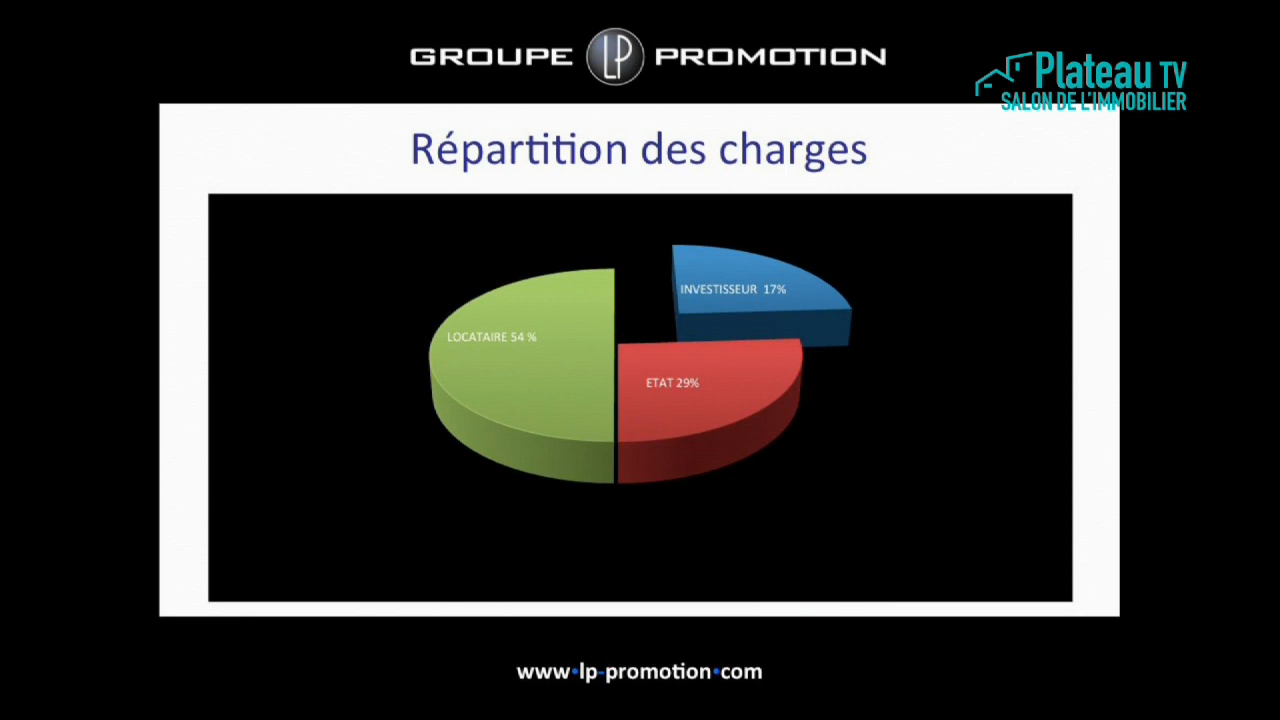 GROUPE LP PROMOTION
Plateau TV
SALON DE L'IMMOBILIER
Répartition des charges
INVESTISSEUR 17%
LOCATAIRE 54 %
ETAT 29%
www·lp-promotion·com